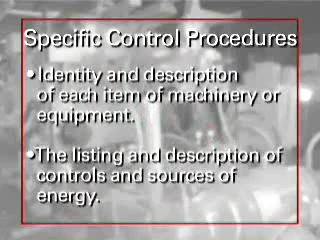 Specific Control Procedures
• Identity and description
of each item of machinery or
equipment.
• The listing and description of
controls and sources of
energy.